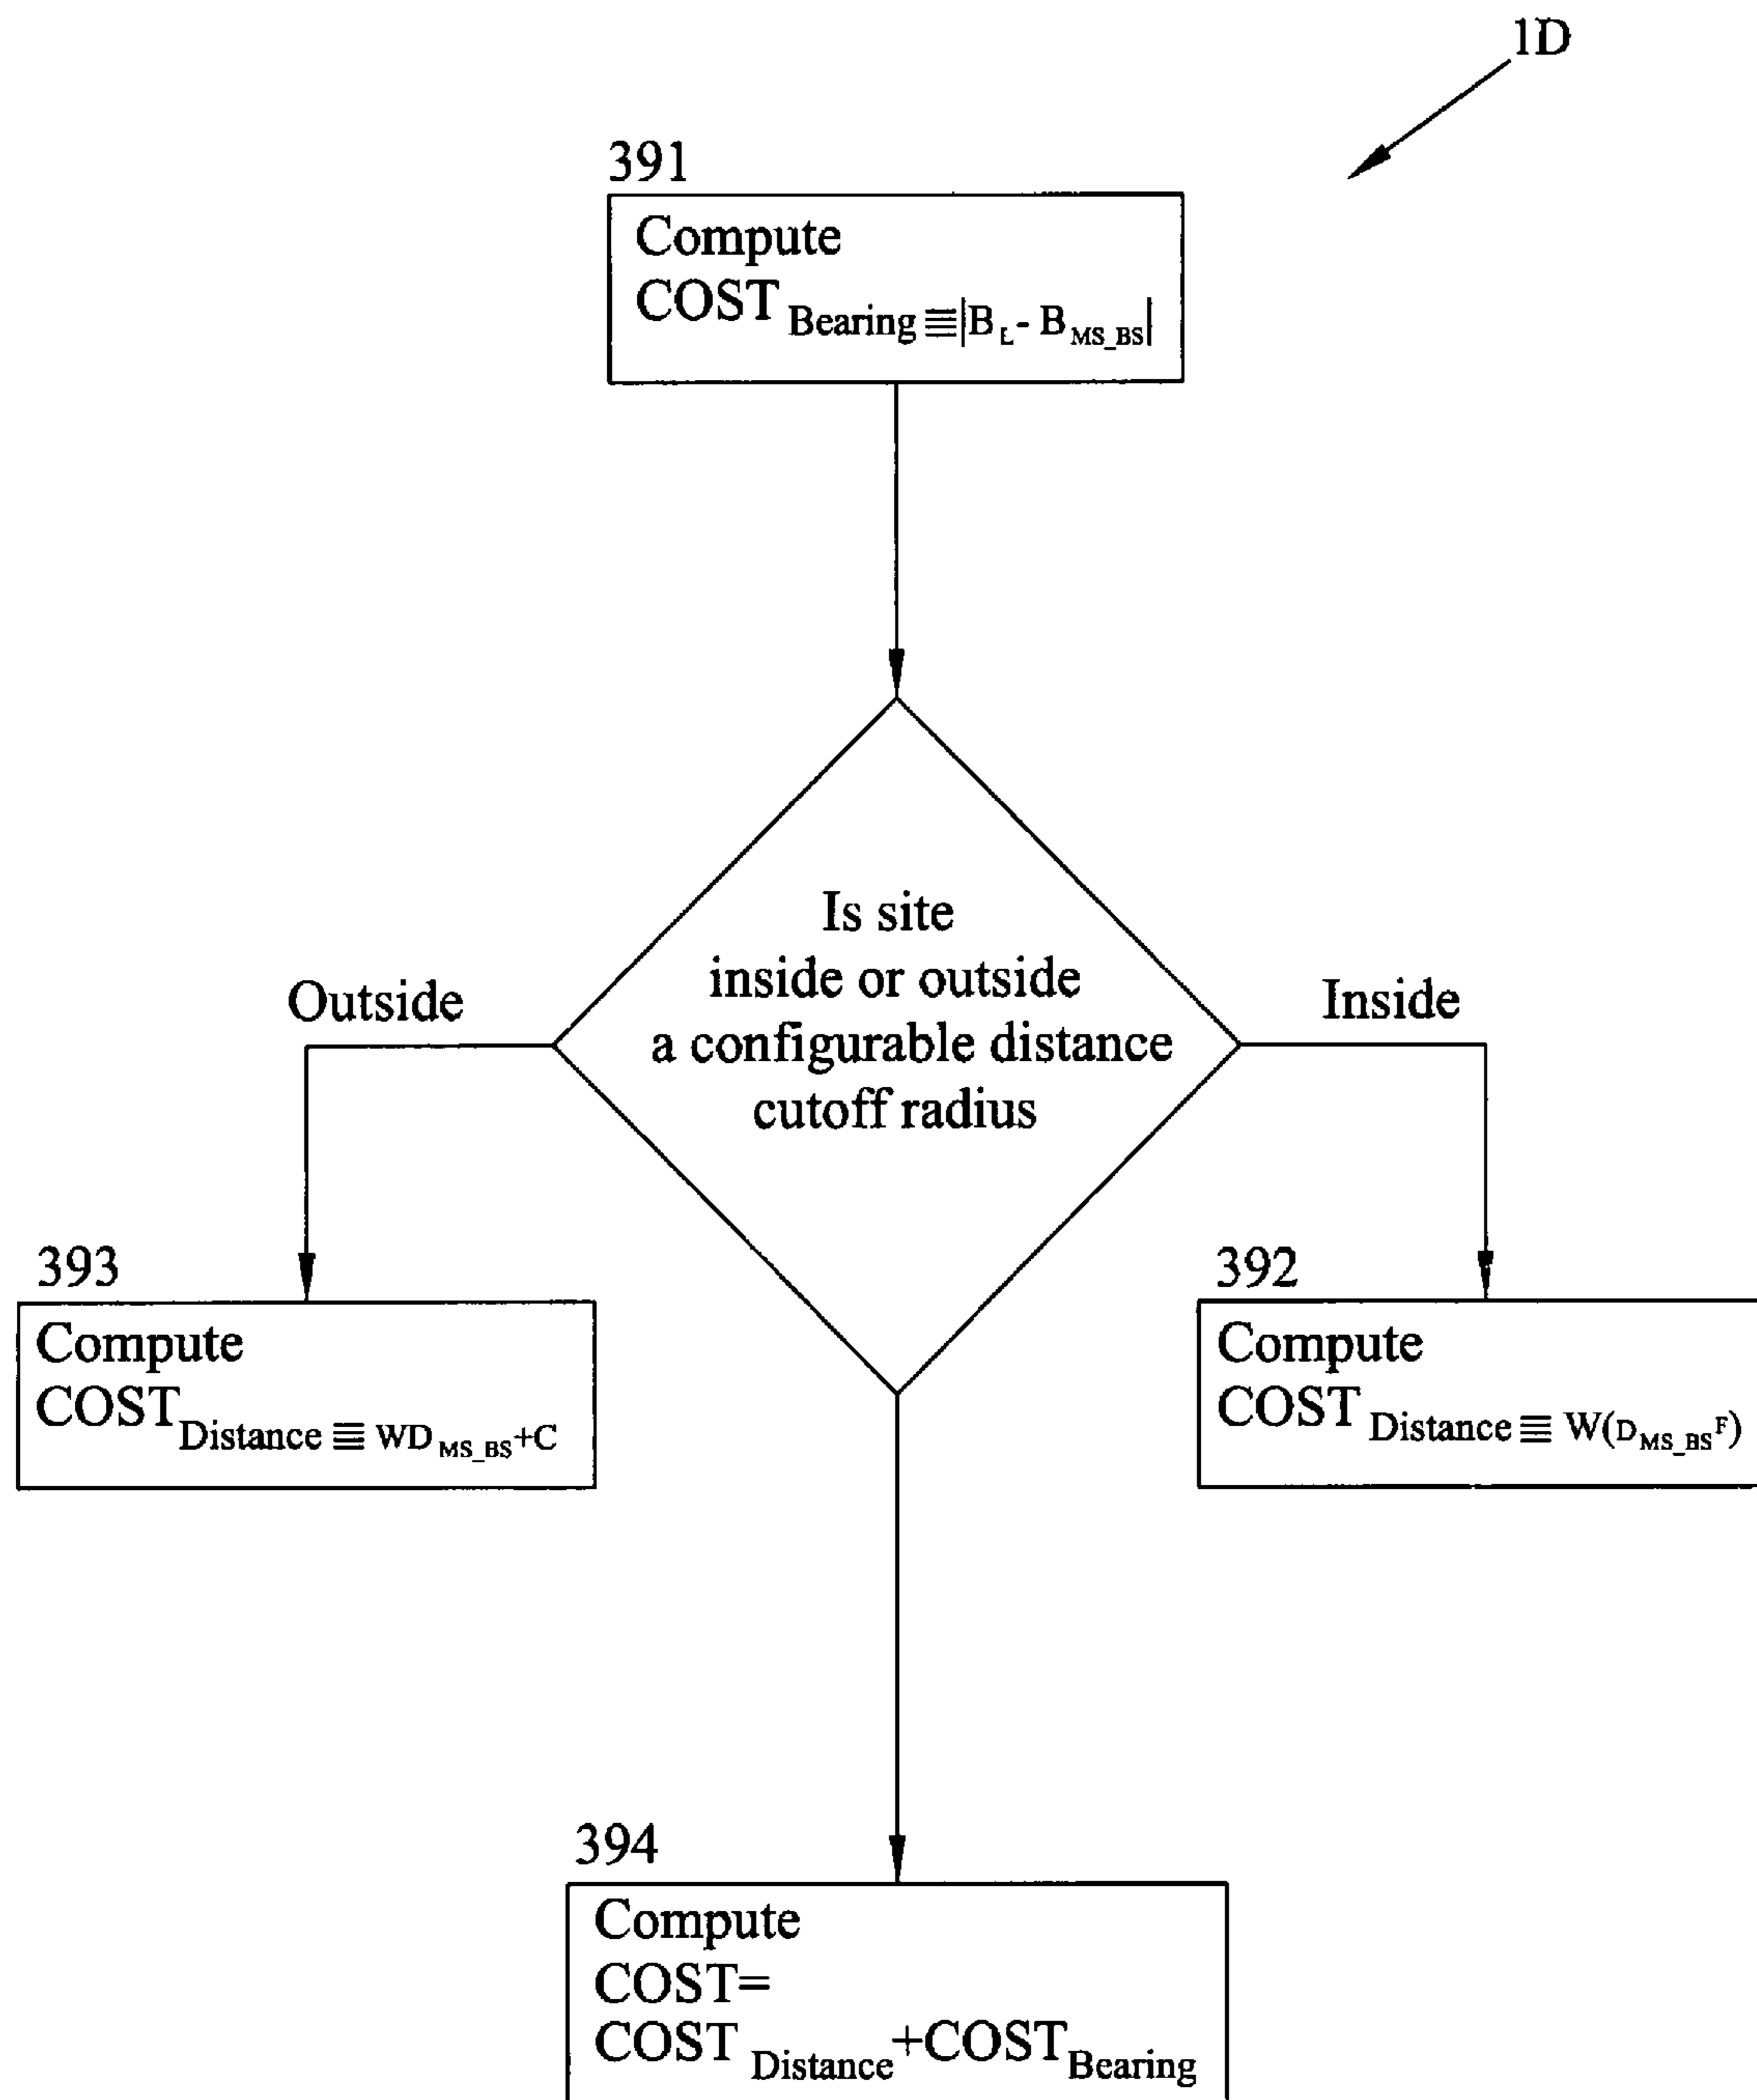 1D
391
Compute
COST Bearing ≡|B L - B MS_BS|
Is site
inside or outside
a configurable distance
cutoff radius
Outside
Inside
393
Compute
COST Distance ≡ WD MS_BS+C
392
Compute
COST Distance ≡ W(D MS_BS F)
394
Compute
COST=
COST Distance+COST Bearing